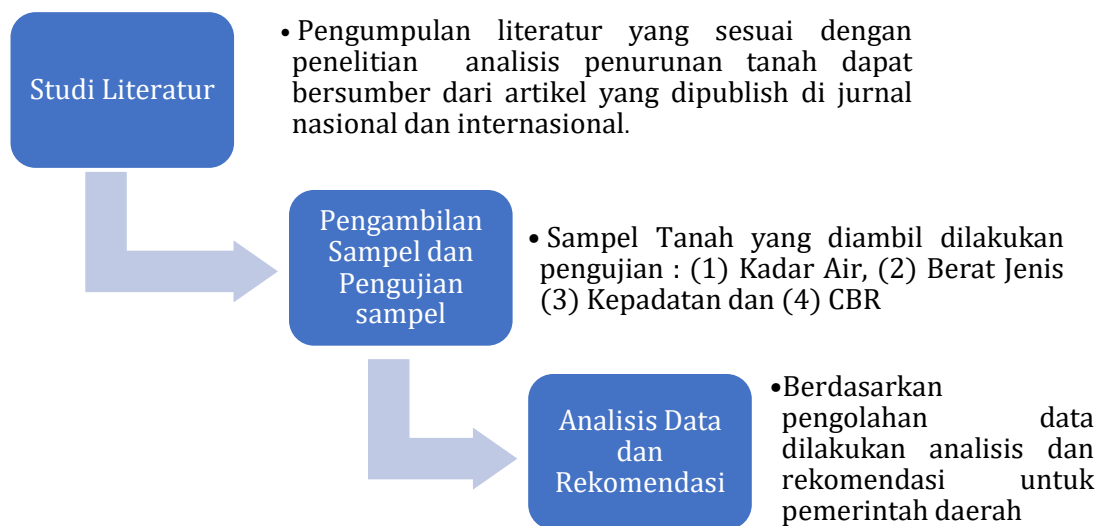 Studi Literatur
• Pengumpulan literatur yang sesuai dengan
penelitian analisis penurunan tanah dapat
bersumber dari artikel yang dipublish di jurnal
nasional dan internasional.
Pengambilan
Sampel dan
Pengujian
sampel
• Sampel Tanah yang diambil dilakukan
pengujian : (1) Kadar Air, (2) Berat Jenis
(3) Kepadatan dan (4) CBR
Analisis Data
dan
Rekomendasi
•Berdasarkan
pengolahan data
dilakukan analisis dan
rekomendasi untuk
pemerintah daerah